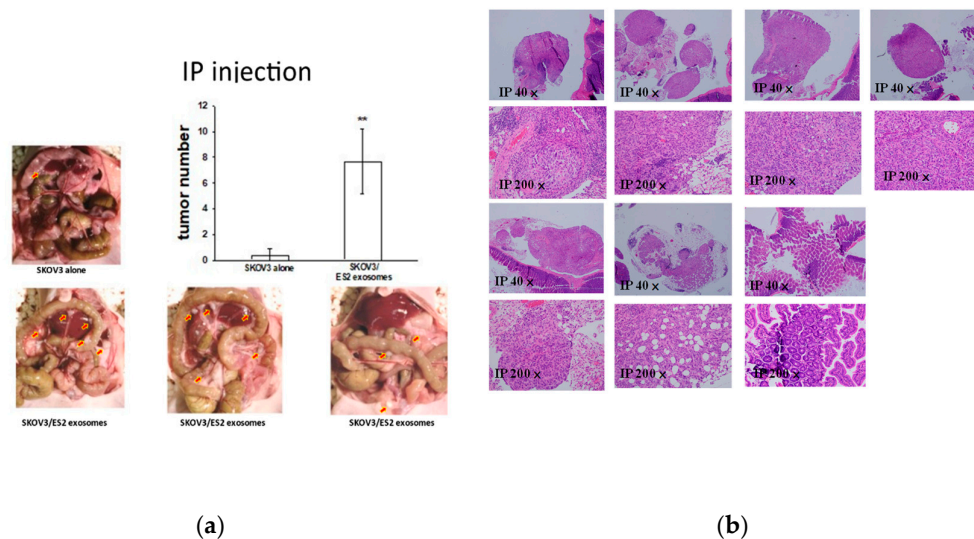 IP injection
12
10
8
6
4
2
0
tumor number
**
SKOV3 alone
SKOV3/
ES2 exosomes
SKOV3 alone
SKOV3/ES2 exosomes
SKOV3/ES2 exosomes
SKOV3/ES2 exosomes
(a)
IP 40 x
IP 40 x
IP 40 x
IP 40 x
IP 200 x
IP 200 x
IP 200 x
IP 200 x
IP 40 x
IP 40 x
IP 40 x
IP 200 x
IP 200 x
IP 200 x
(b)